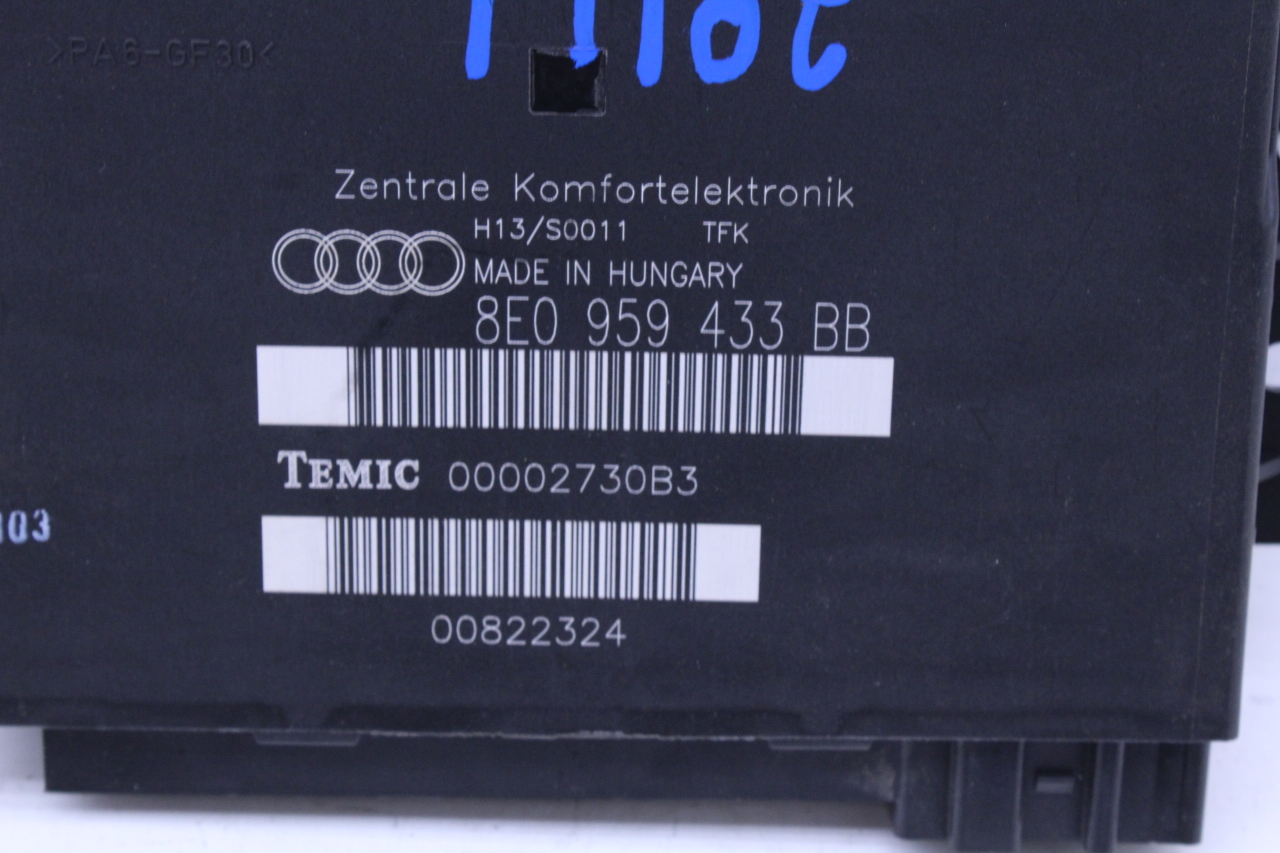 >PA6-GF30<
Zentrale Komfortelektronik
H13/S0011 TFK
MADE IN HUNGARY
8E0 959 433 BB
TEMIC 00002730B3
00822324